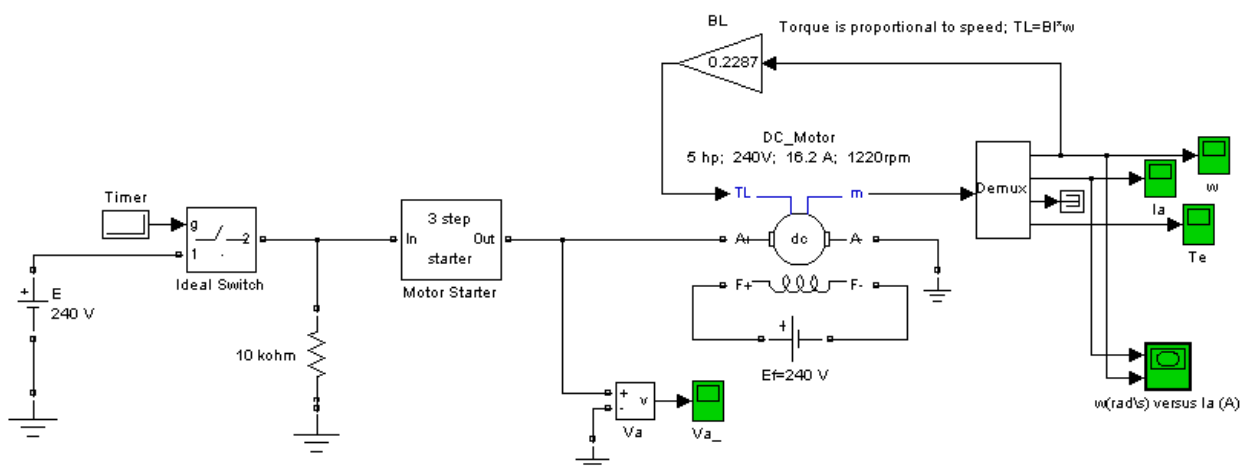 BL
Torque is proportional to speed; TL=Bl*w
0.2287
DC_Motor
5 hp; 240V; 16.2 A; 1220rpm
TL
m
Demux
w
Ia
Te
Timer
g
1
2
Ideal Switch
3 step
starter
In
Out
Motor Starter
A+
dc
A-
E
240 V
F+
F-
10 kohm
Ef=240 V
+
-
v
Va
Va_
w(rad\s) versus Ia (A)